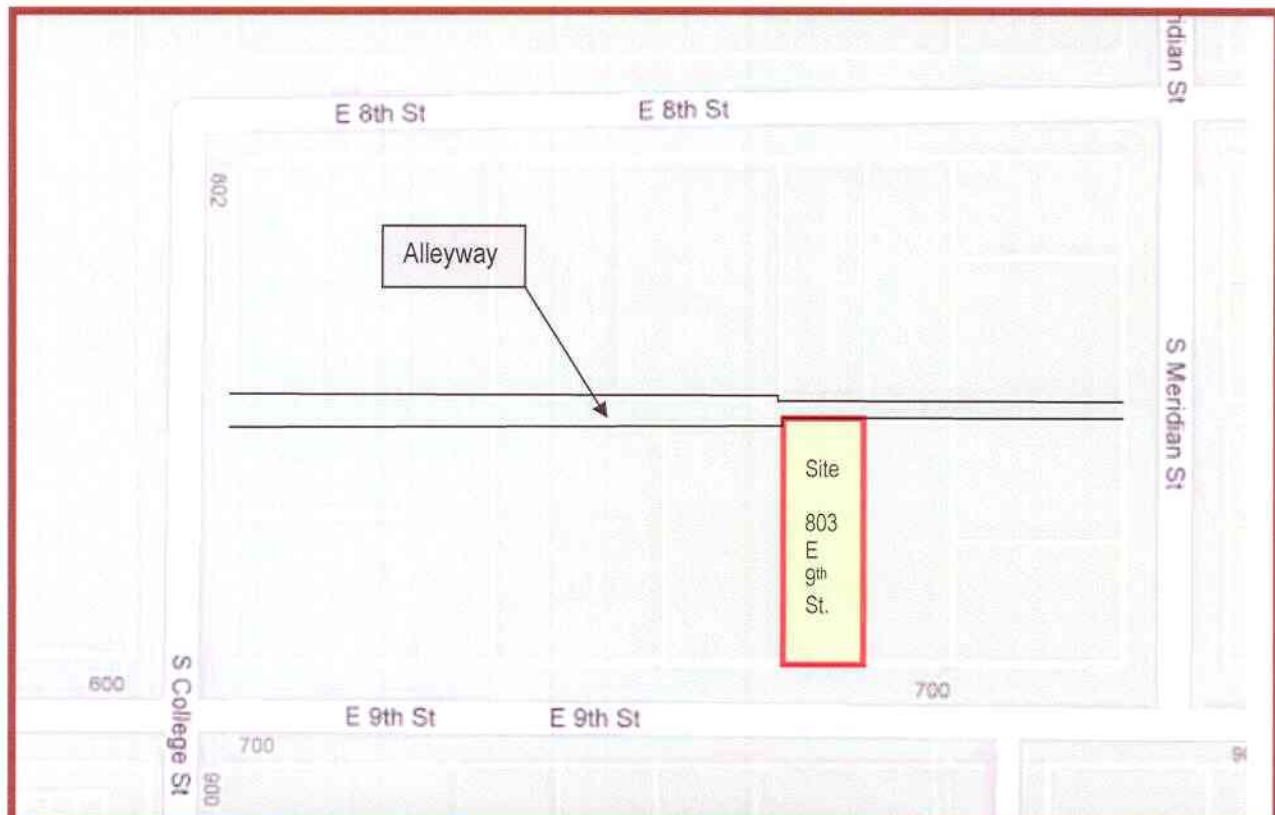 ridian St
E 8th St
E 8th St
802
Alleyway
S Meridian St
Site
803
E
9th
St.
600
700
S College St
E 9th St
E 9th St
700
900